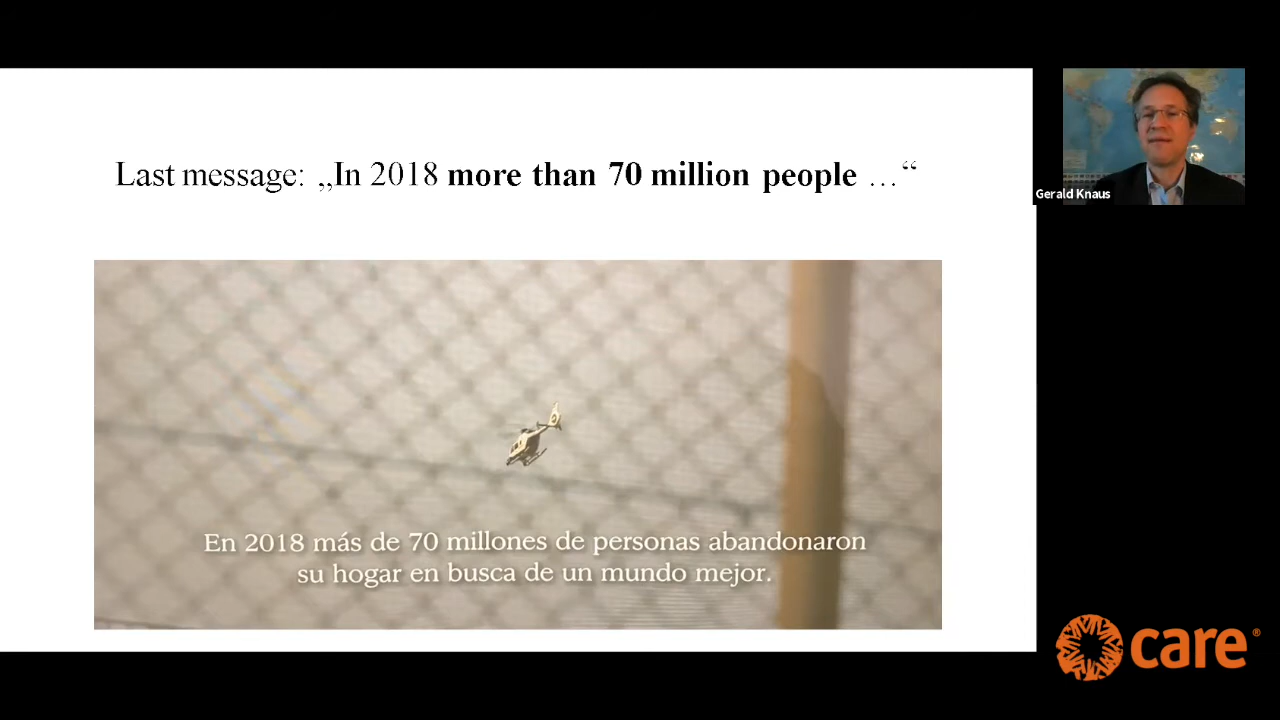 Last message: „In 2018 more than 70 million people …“
Gerald Knaus
En 2018 más de 70 millones de personas abandonaron
su hogar en busca de un mundo mejor.
care®